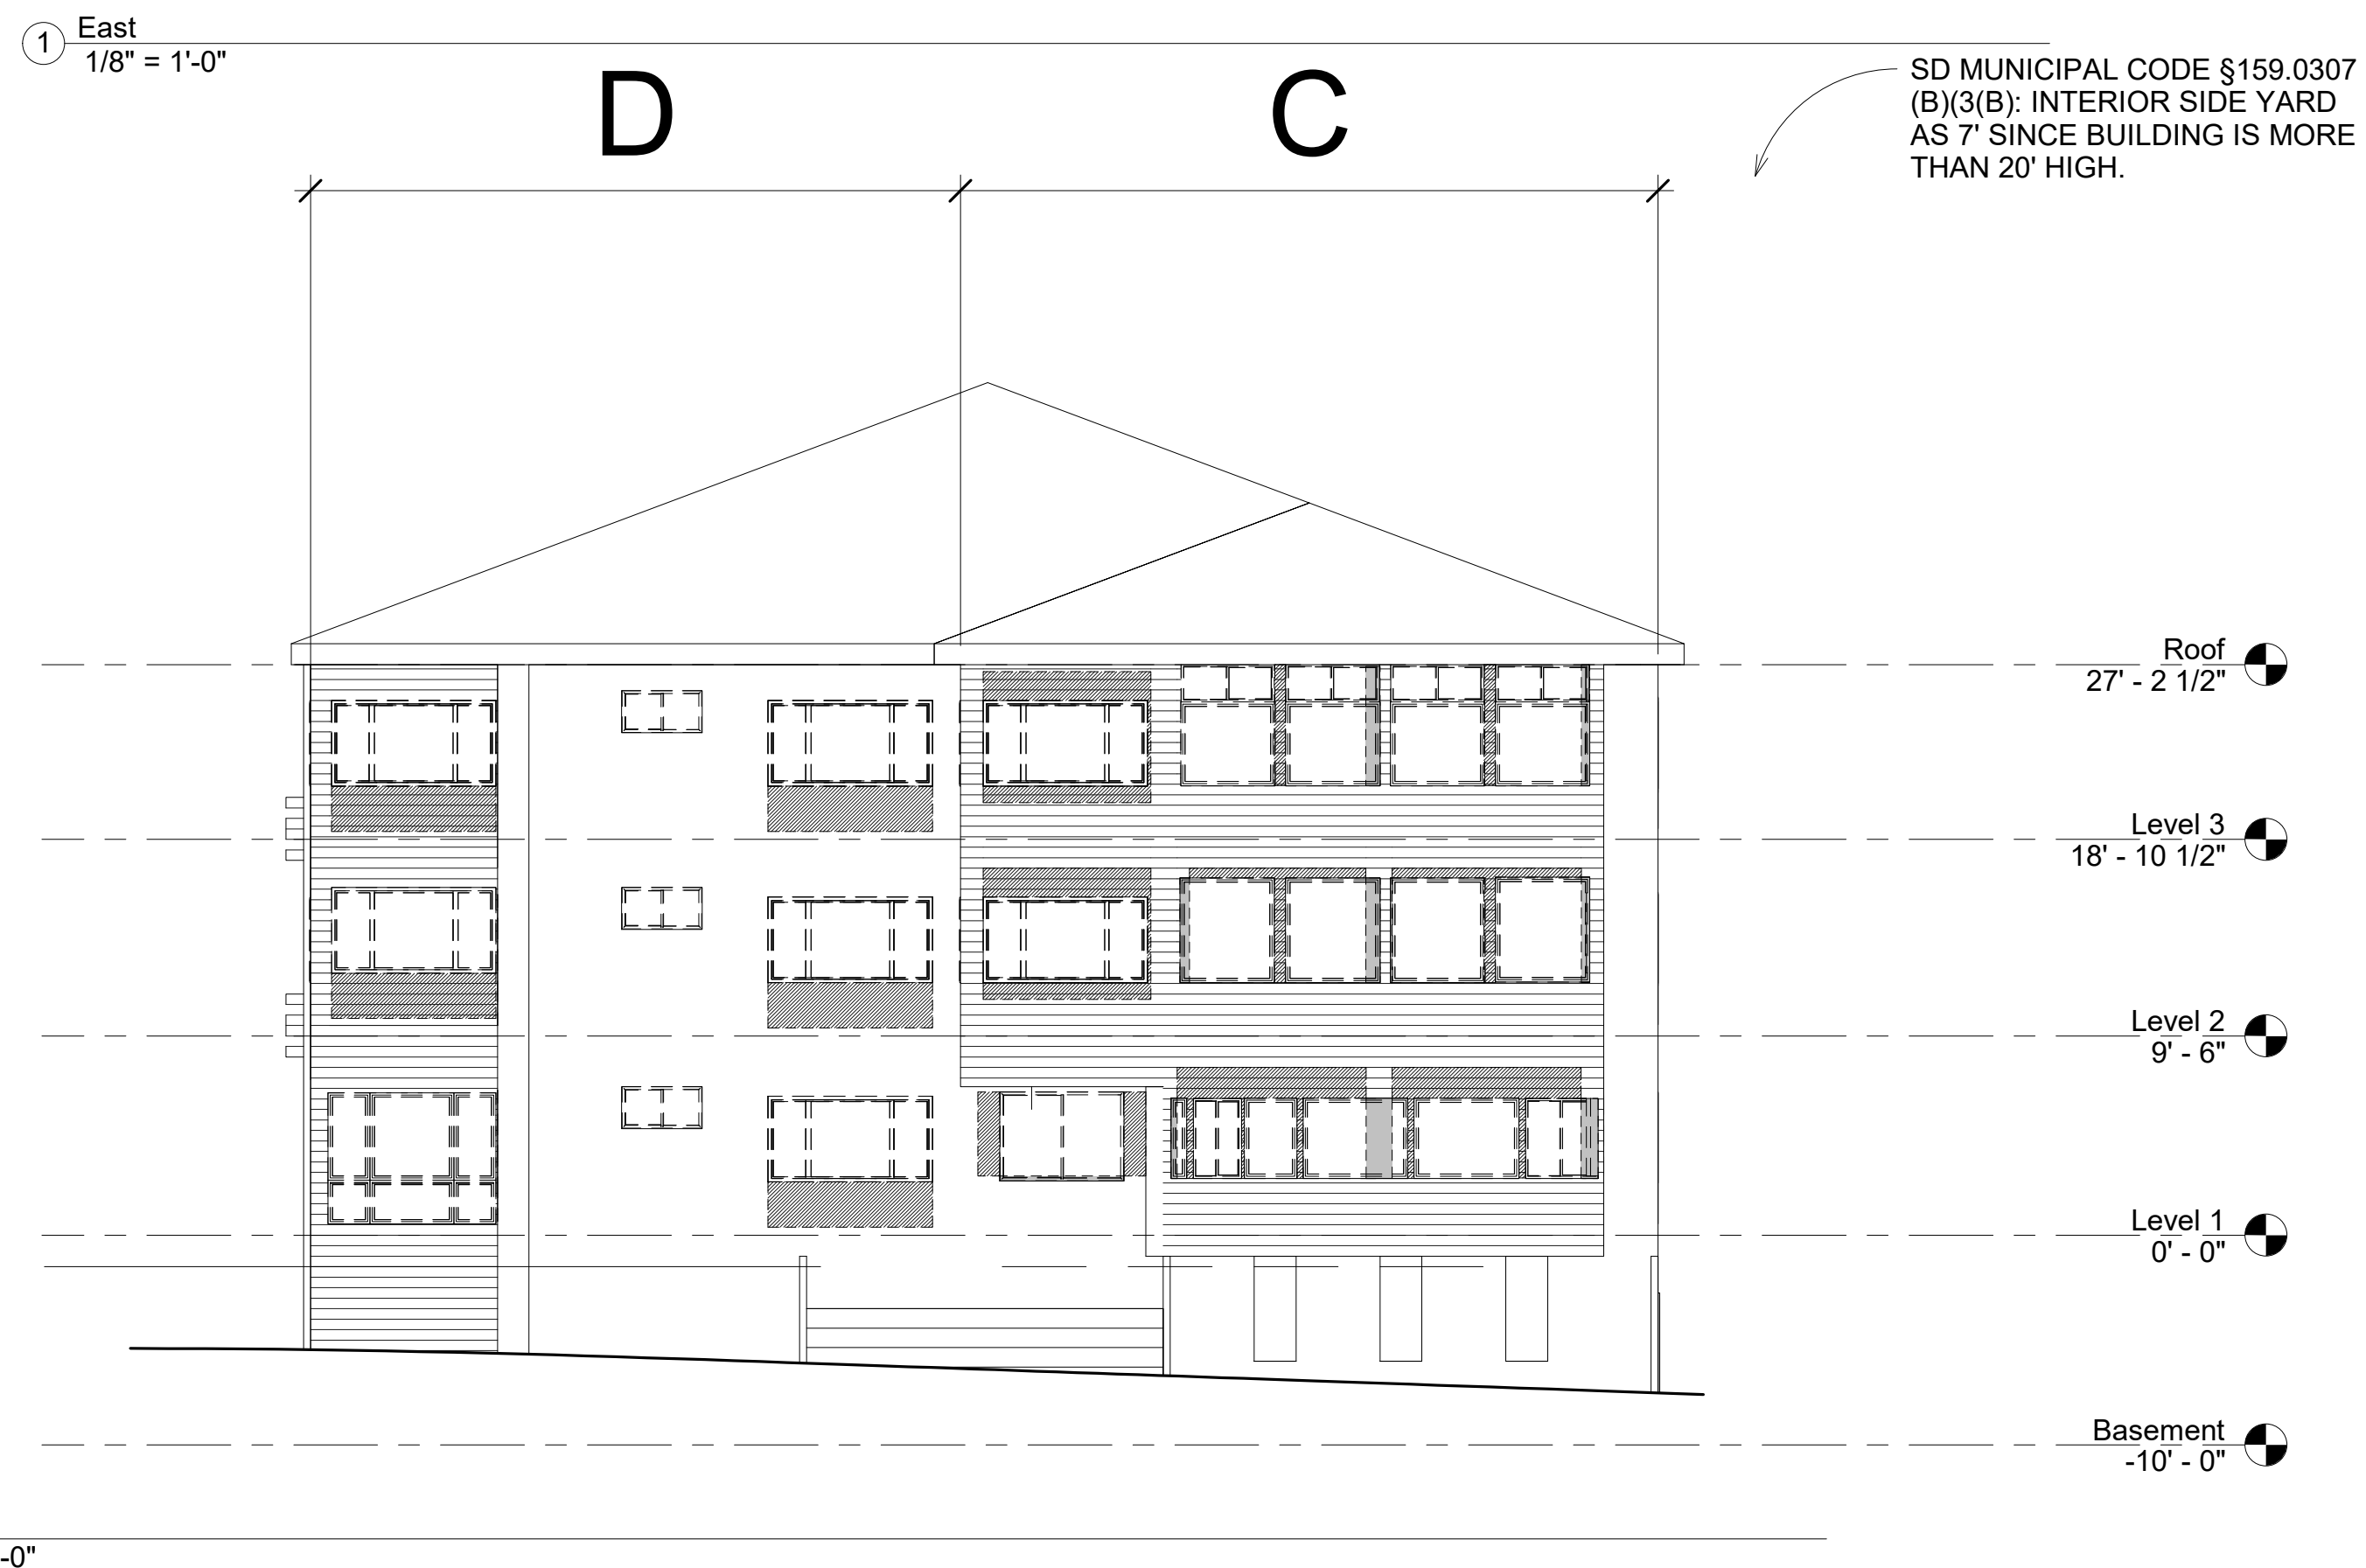 1 East
1/8" = 1'-0"
D
C
SD MUNICIPAL CODE §159.0307
(B)(3(B): INTERIOR SIDE YARD
AS 7' SINCE BUILDING IS MORE
THAN 20' HIGH.
Roof
27' - 2 1/2"
Level 3
18' - 10 1/2"
Level 2
9' - 6"
Level 1
0' - 0"
Basement
-10' - 0"
-0"